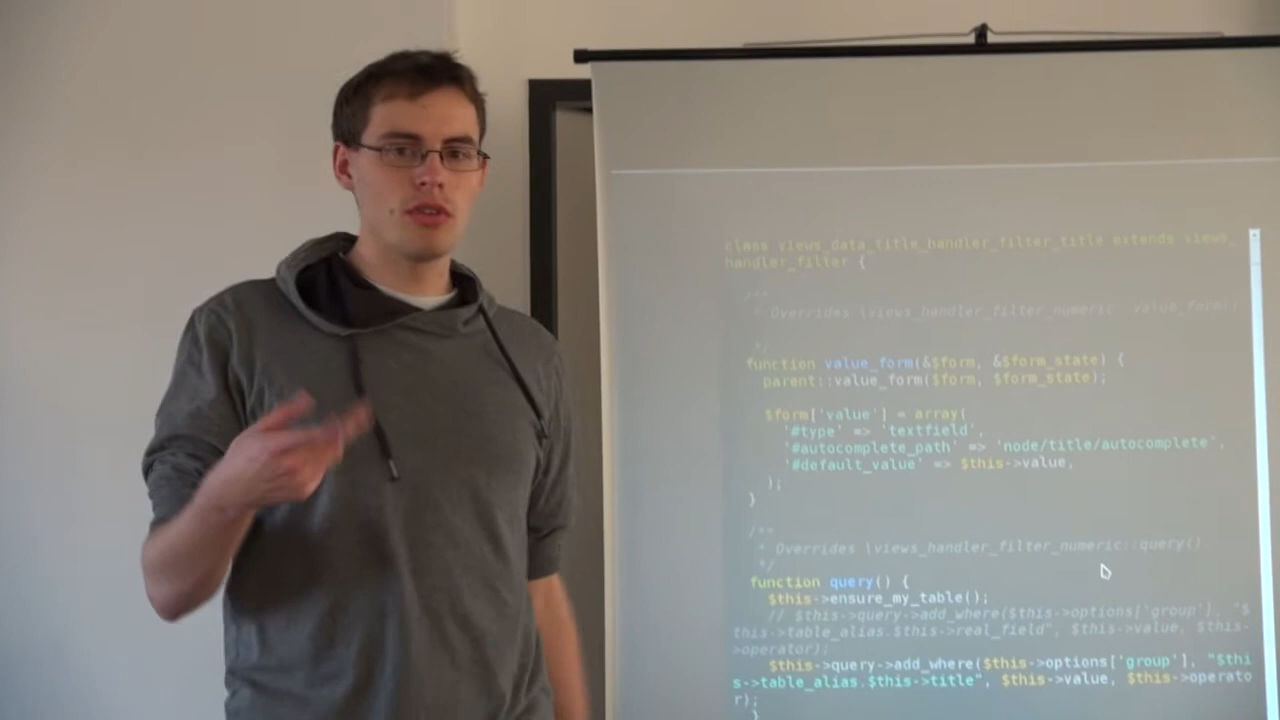 class views_data_title_handler_filter_title extends views_
handler_filter {
/**
* Overrides \views_handler_filter_numeric::value_form()
*/
function value_form(&$form, &$form_state) {
parent::value_form($form, $form_state);
$form['value'] = array(
'#type' => 'textfield',
'#autocomplete_path' => 'node/title/autocomplete',
'#default_value' => $this->value,
);
}
/**
* Overrides \views_handler_filter_numeric::query()
*/
function query() {
$this->ensure_my_table();
// $this->query->add_where($this->options['group'], "$
this->table_alias.$this->real_field", $this->value, $this-
>operator);
$this->query->add_where($this->options['group'], "$thi
s->table_alias.$this->title", $this->value, $this->operato
r);
}